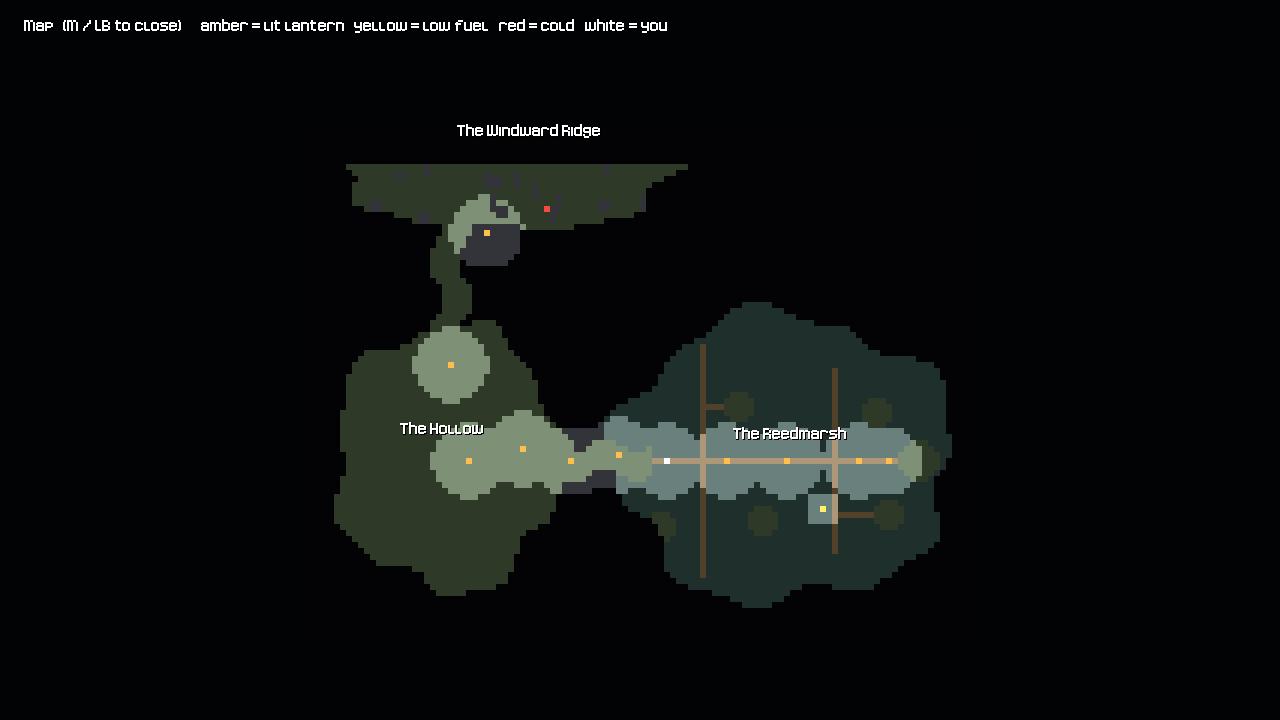 Map (M / LB to close) amber = lit lantern yellow = low fuel red = cold white = you
The Windward Ridge
The Hollow
The Reedmarsh